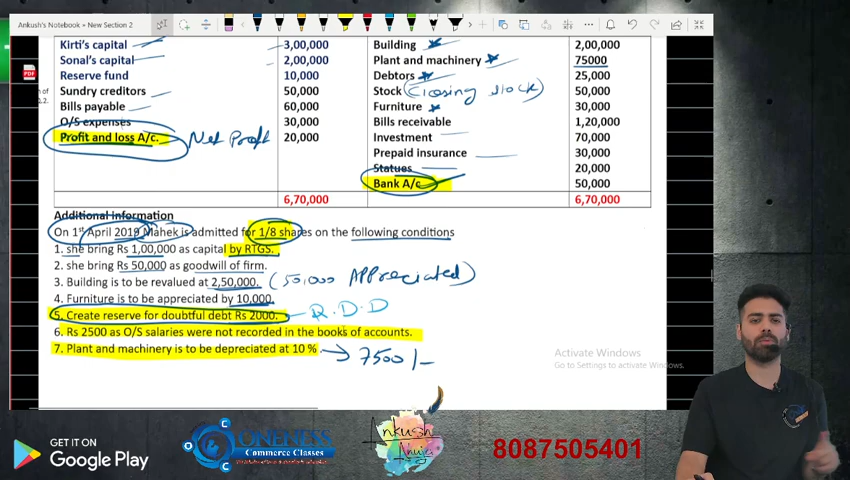 Ankush's Notebook » New Section 2
Kirti's capital 3,00,000 Building 2,00,000
Sonal's capital 2,00,000 Plant and machinery 75000
Reserve fund 10,000 Debtors 25,000
Sundry creditors 50,000 Stock (closing stock) 50,000
Bills payable 60,000 Furniture 30,000
O/S expenses 30,000 Bills receivable 1,20,000
Profit and loss A/c. Net Profit 20,000 Investment 70,000
Prepaid insurance 30,000
Statues 20,000
Bank A/c 50,000
6,70,000 6,70,000
Additional information
On 1st April 2019 Mahek is admitted for 1/8 shares on the following conditions
1. she bring Rs 1,00,000 as capital by RTGS.
2. she bring Rs 50,000 as goodwill of firm.
3. Building is to be revalued at 2,50,000. (50,000 Appreciated)
4. Furniture is to be appreciated by 10,000.
5. Create reserve for doubtful debt Rs 2000. R.D.D
6. Rs 2500 as O/S salaries were not recorded in the books of accounts.
7. Plant and machinery is to be depreciated at 10 % → 7500/-
Activate Windows
Go to Settings to activate Windows.
PDF
GET IT ON
Google Play
ONENESS
Commerce Classes
Ankush
Ahuja
8087505401